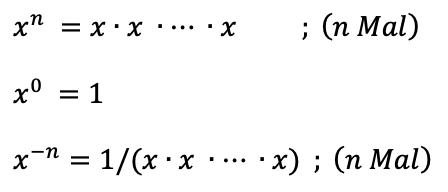 xⁿ = x · x · ⋯ · x ; (n Mal)
x⁰ = 1
x⁻ⁿ = 1/(x · x · ⋯ · x) ; (n Mal)